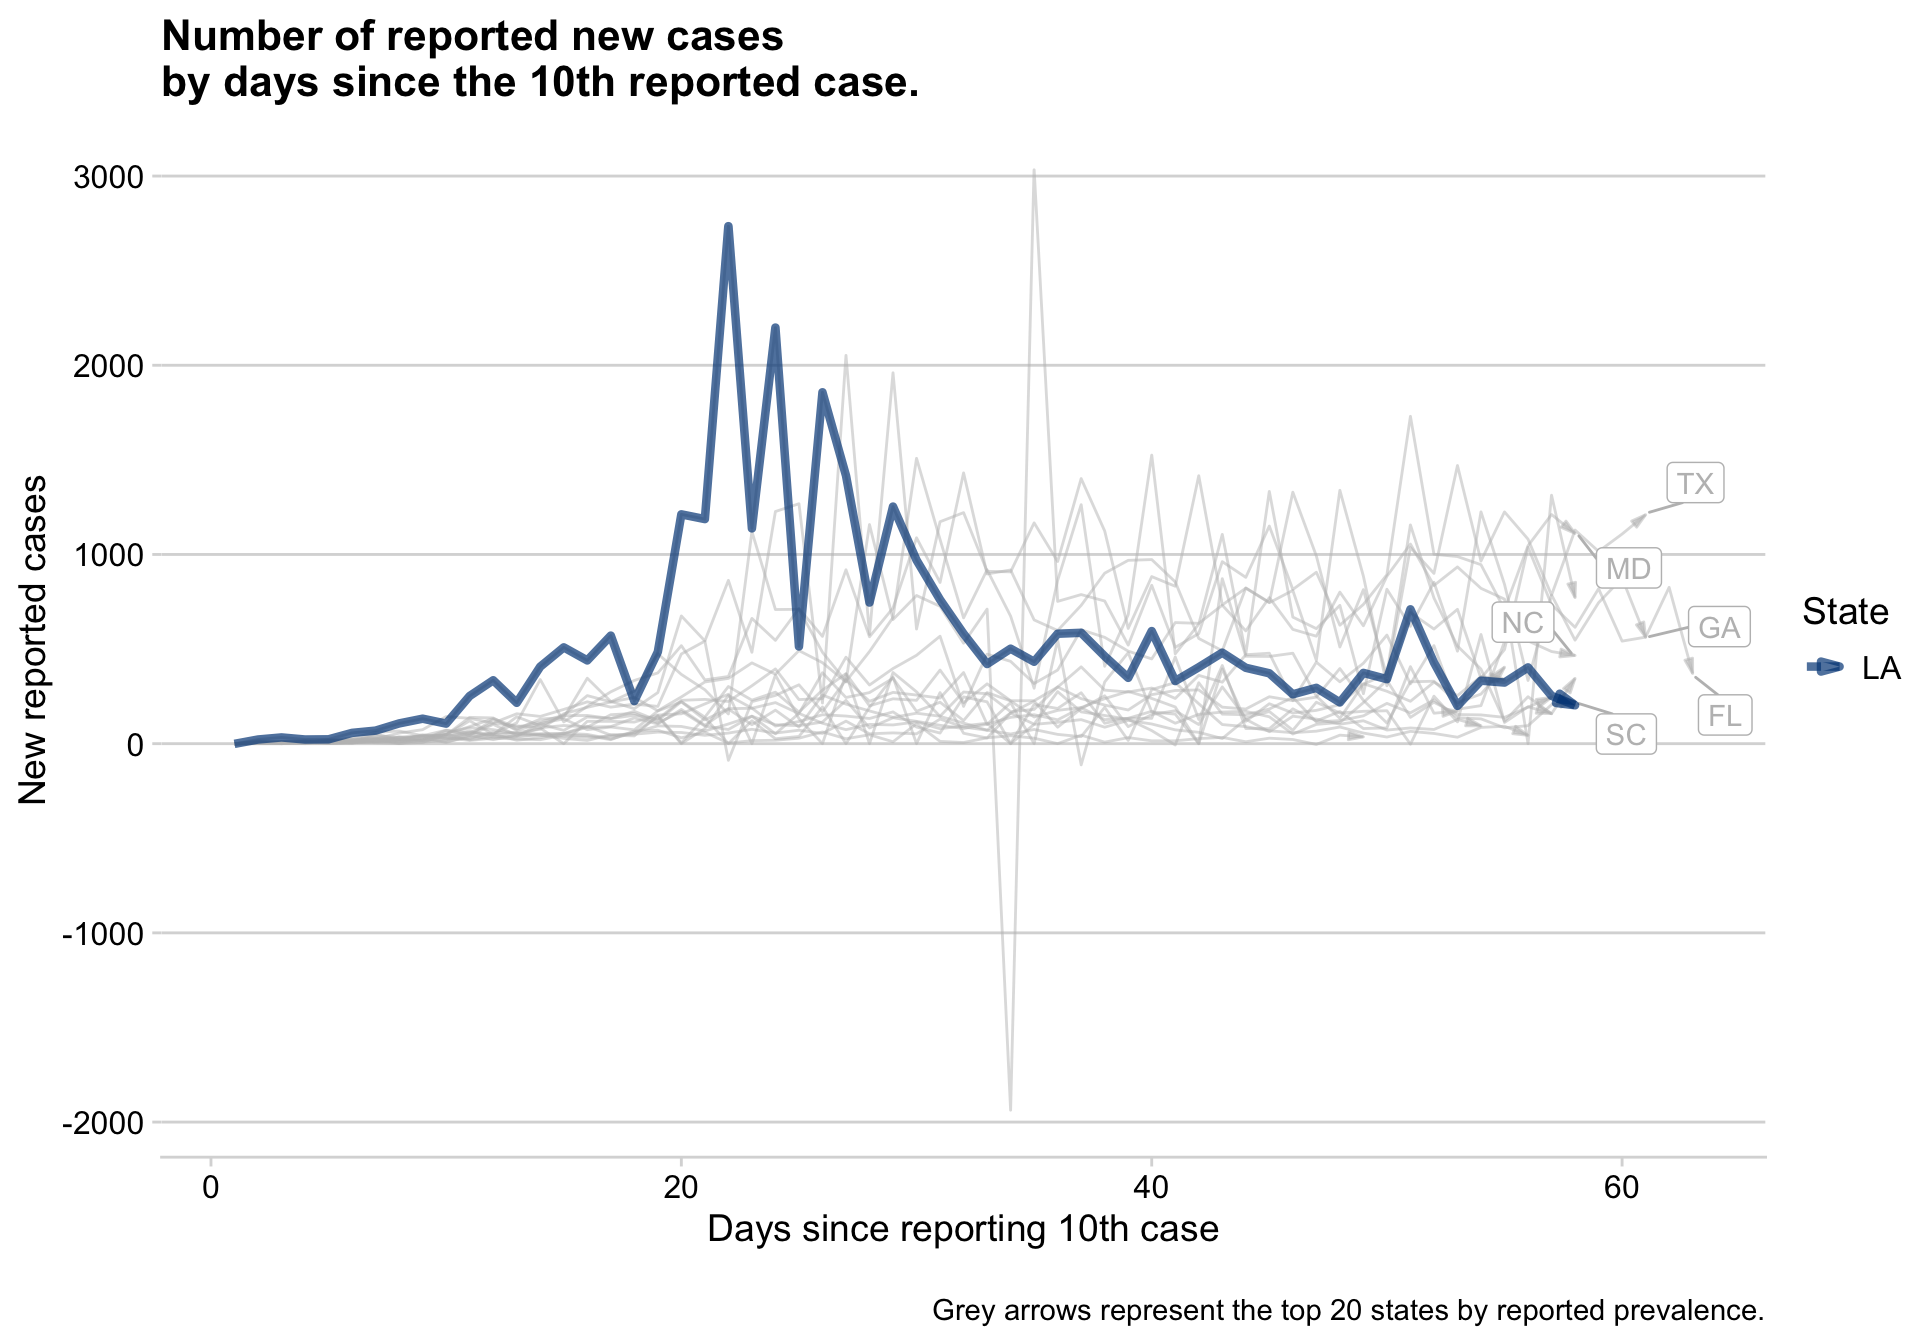 Number of reported new cases
by days since the 10th reported case.
New reported cases
3000
2000
1000
0
-1000
-2000
TX
MD
NC
GA
FL
SC
State
LA
0
20
40
60
Days since reporting 10th case
Grey arrows represent the top 20 states by reported prevalence.